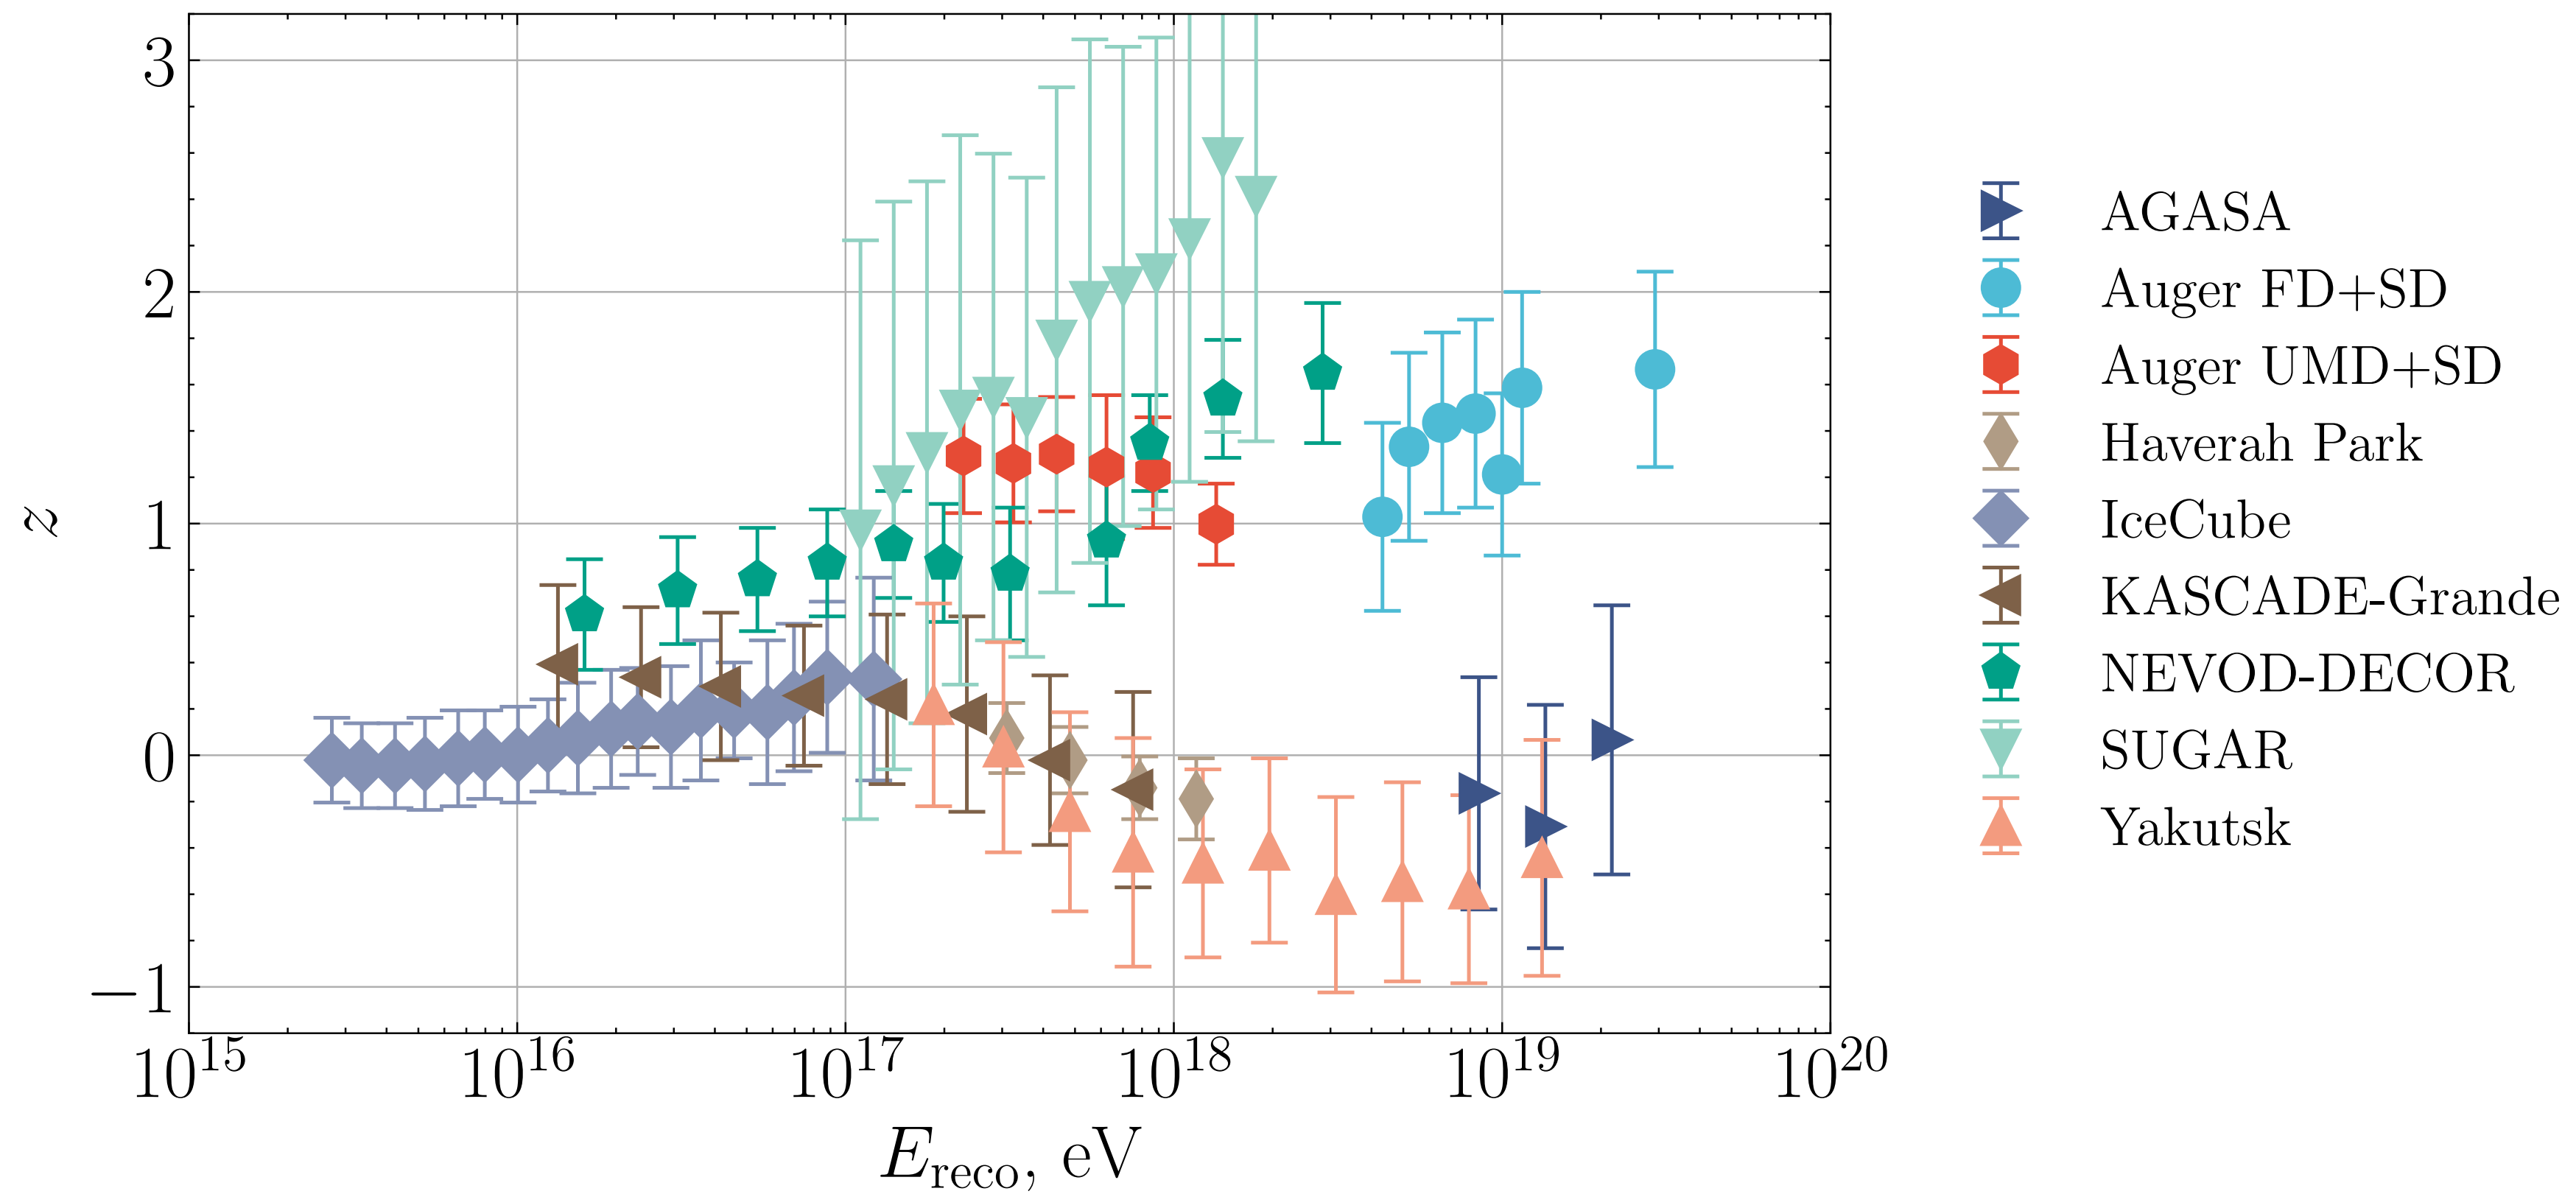 3
2
1
0
−1
z
10^15 10^16 10^17 10^18 10^19 10^20
E_reco, eV
AGASA
Auger FD+SD
Auger UMD+SD
Haverah Park
IceCube
KASCADE-Grande
NEVOD-DECOR
SUGAR
Yakutsk